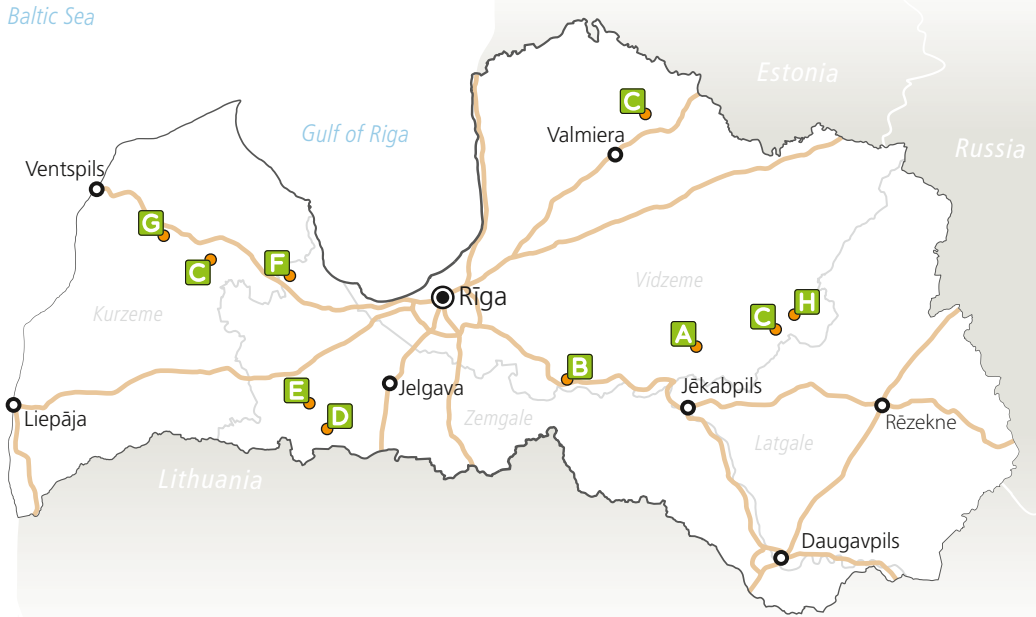 Baltic Sea
Estonia
C
Gulf of Riga
Valmiera
Russia
Ventspils
G
C
F
Vidzeme
Rīga
H
C
Kurzeme
A
B
E
Jelgava
Jēkabpils
D
Zemgale
Liepāja
Rēzekne
Latgale
Lithuania
Daugavpils